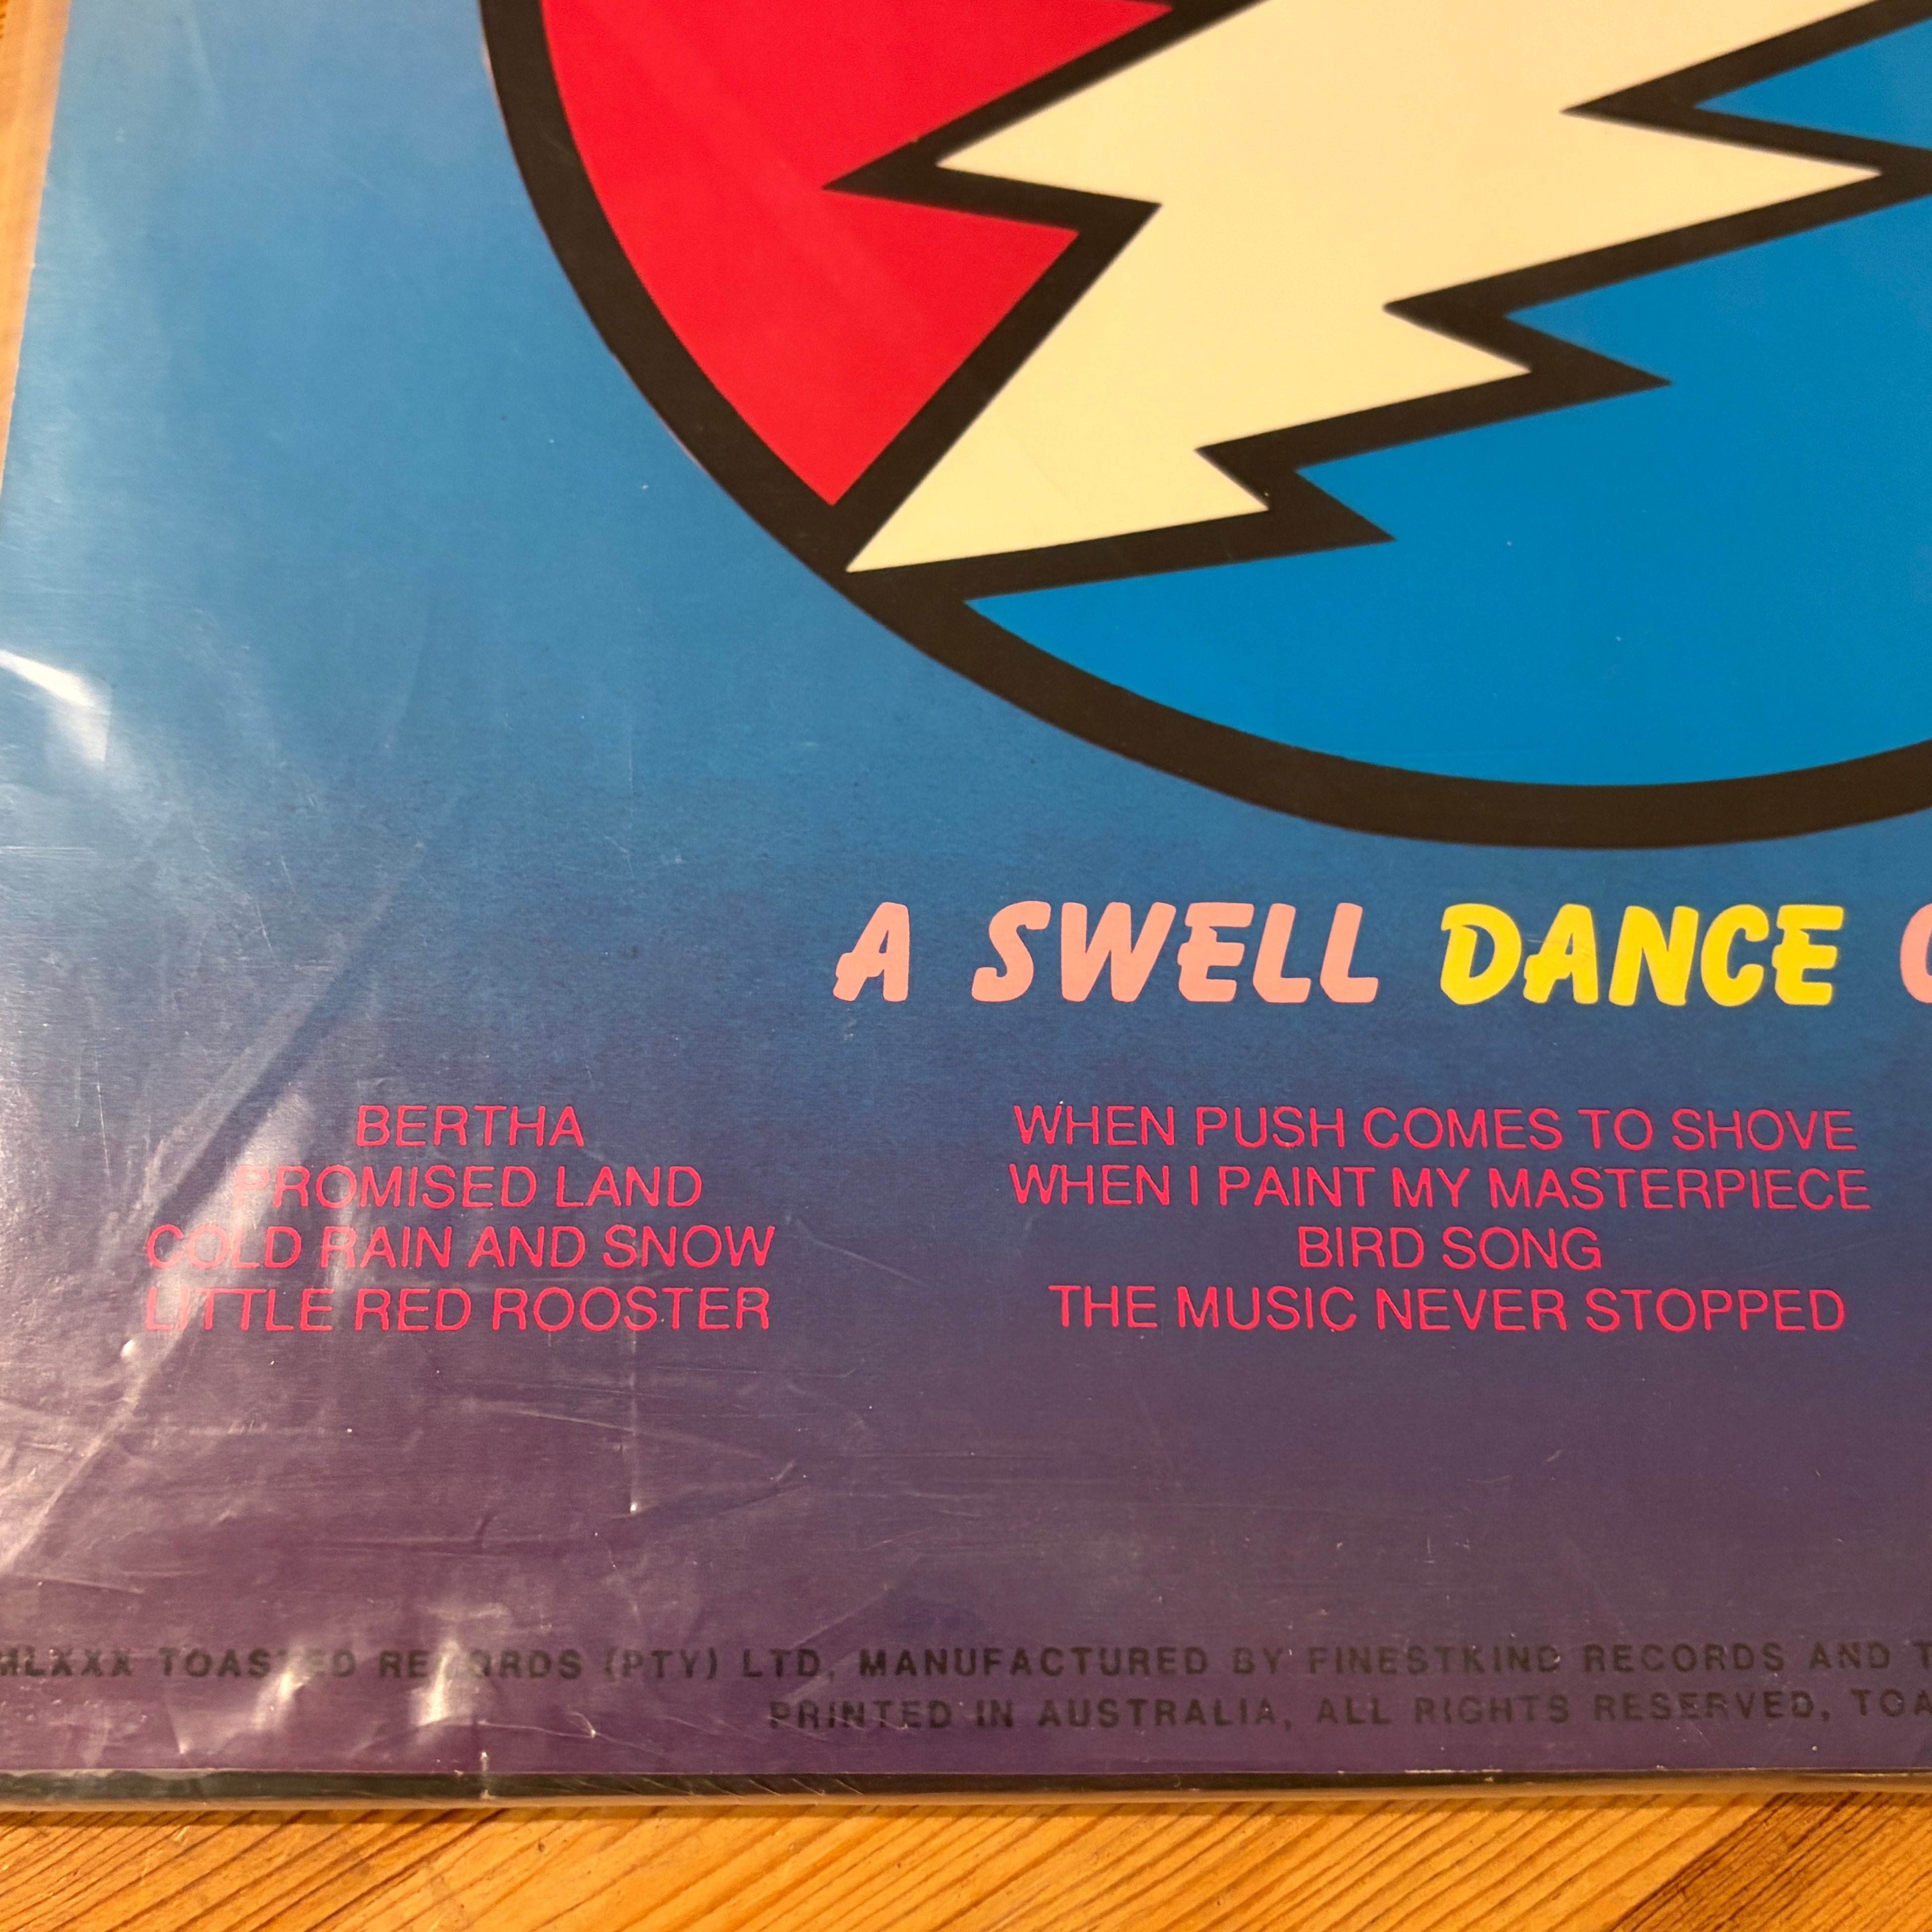 A SWELL DANCE
BERTHA
PROMISED LAND
COLD RAIN AND SNOW
LITTLE RED ROOSTER
WHEN PUSH COMES TO SHOVE
WHEN I PAINT MY MASTERPIECE
BIRD SONG
THE MUSIC NEVER STOPPED
TOASTED RECORDS (PTY) LTD, MANUFACTURED BY FINESTKIND RECORDS AND
PRINTED IN AUSTRALIA, ALL RIGHTS RESERVED,